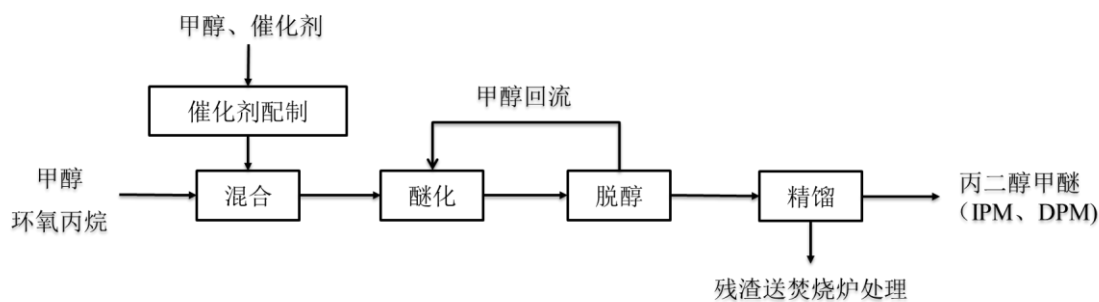 甲醇、催化剂
催化剂配制
甲醇回流
甲醇
环氧丙烷
混合
醚化
脱醇
精馏
丙二醇甲醚
（IPM、DPM)
残渣送焚烧炉处理